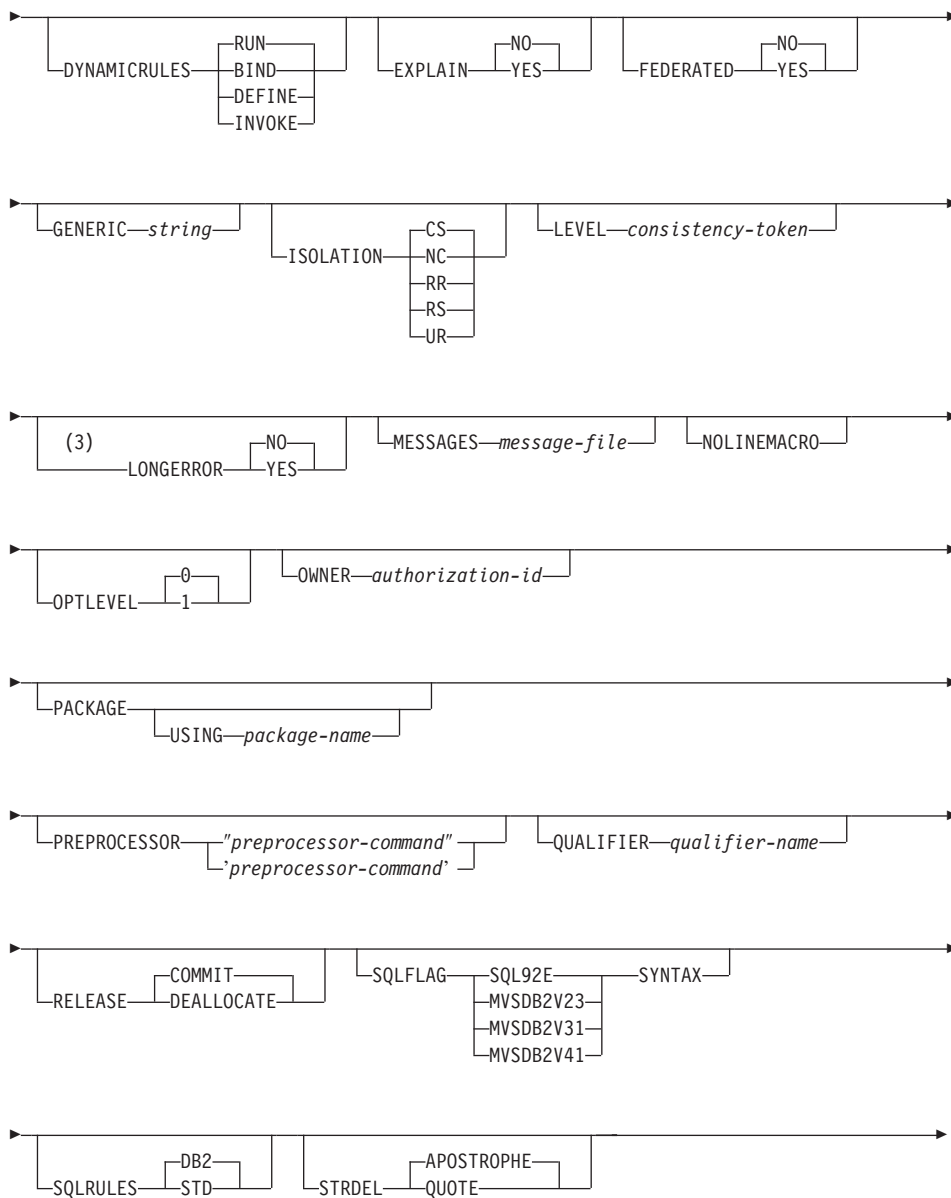 RUN
DYNAMICRULES BIND
DEFINE
INVOKE
NO
EXPLAIN YES
NO
FEDERATED YES
GENERIC string
CS
ISOLATION NC
RR
RS
UR
LEVEL consistency-token
(3)
NO
LONGERROR YES
MESSAGES message-file
NOLINEMACRO
0
OPTLEVEL 1
OWNER authorization-id
PACKAGE
USING package-name
PREPROCESSOR "preprocessor-command"
'preprocessor-command'
QUALIFIER qualifier-name
COMMIT
RELEASE DEALLOCATE
SQLFLAG SQL92E SYNTAX
MVSDB2V23
MVSDB2V31
MVSDB2V41
DB2
SQLRULES STD
APOSTROPHE
STRDEL QUOTE